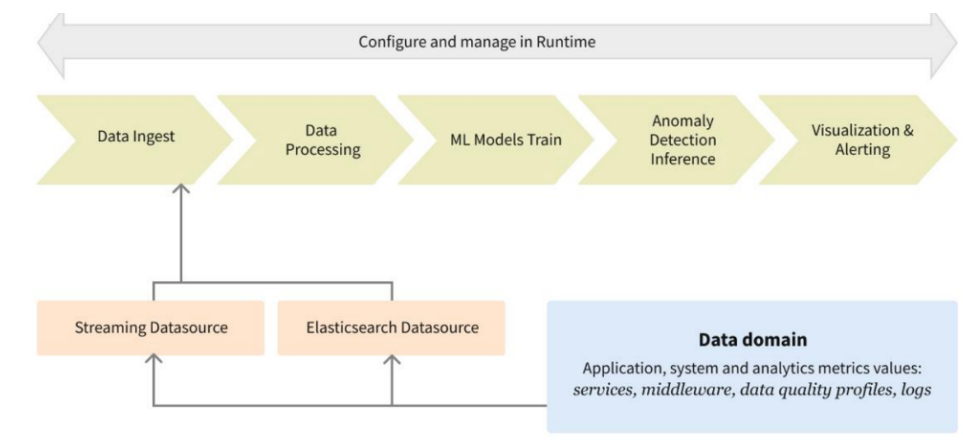 Configure and manage in Runtime
Data Ingest
Data
Processing
ML Models Train
Anomaly
Detection
Inference
Visualization &
Alerting
Streaming Datasource
Elasticsearch Datasource
Data domain
Application, system and analytics metrics values:
services, middleware, data quality profiles, logs